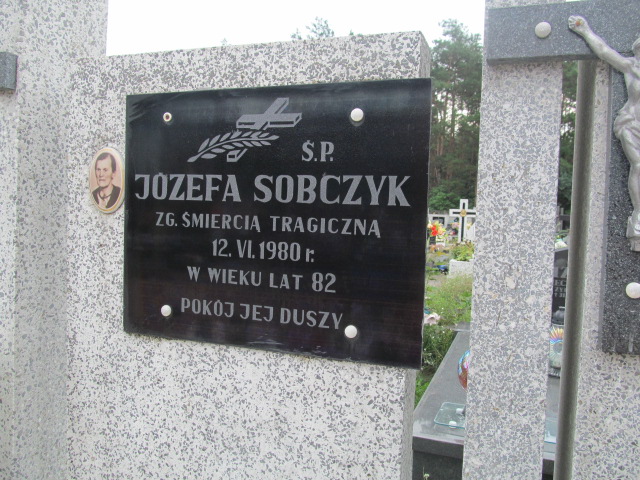 Ś.P.
JÓZEFA SOBCZYK
ZG. ŚMIERCIĄ TRAGICZNĄ
12. VI. 1980 r.
W WIEKU LAT 82
POKÓJ JEJ DUSZY